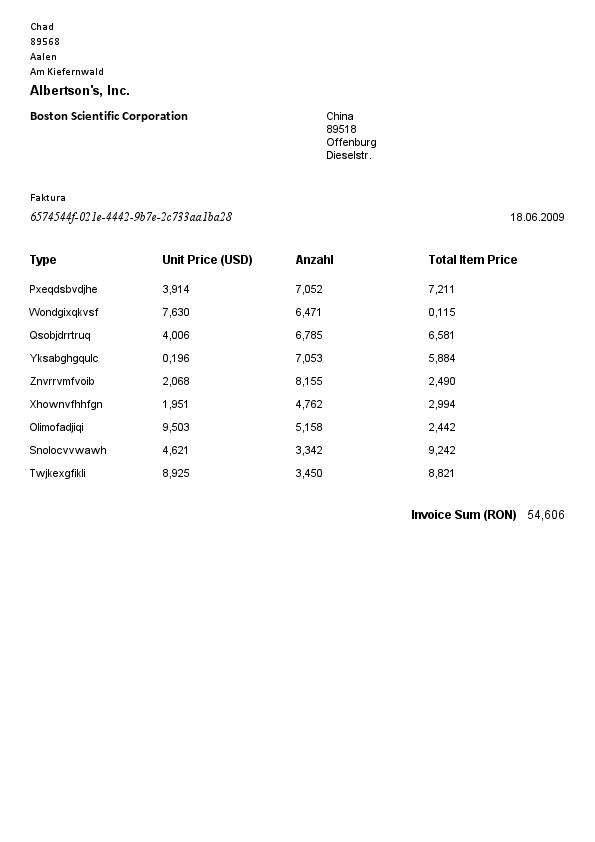 Chad
89568
Aalen
Am Kiefernwald
Albertson's, Inc.
Boston Scientific Corporation
China
89518
Offenburg
Dieselstr.
Faktura
6574544f-021e-4442-9b7e-2c733aa1ba28 18.06.2009
Type Unit Price (USD) Anzahl Total Item Price
Pxeqdsbvdjhe 3,914 7,052 7,211
Wondgixqkvsf 7,630 6,471 0,115
Qsobjdrrtruq 4,006 6,785 6,581
Yksabghgqulc 0,196 7,053 5,884
Znvrrvmfvoib 2,068 8,155 2,490
Xhownvfhhfgn 1,951 4,762 2,994
Olimofadjiqi 9,503 5,158 2,442
Snolocvvwawh 4,621 3,342 9,242
Twjkexgfikli 8,925 3,450 8,821
Invoice Sum (RON) 54,606